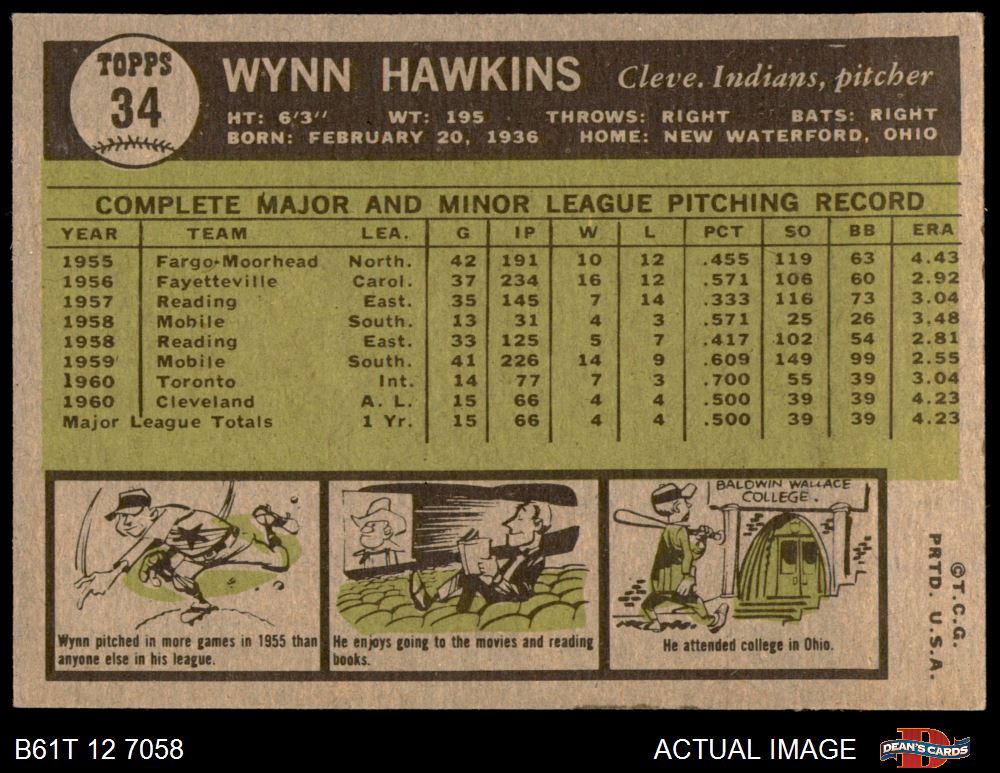 TOPPS
34
WYNN HAWKINS Cleve. Indians, pitcher
HT: 6'3" WT: 195 THROWS: RIGHT BATS: RIGHT
BORN: FEBRUARY 20, 1936 HOME: NEW WATERFORD, OHIO
COMPLETE MAJOR AND MINOR LEAGUE PITCHING RECORD
YEAR TEAM LEA. G IP W L PCT SO BB ERA
1955 Fargo-Moorhead North. 42 191 10 12 .455 119 63 4.43
1956 Fayetteville Carol. 37 234 16 12 .571 106 60 2.92
1957 Reading East. 35 145 7 14 .333 116 73 3.04
1958 Mobile South. 13 31 4 3 .571 25 26 3.48
1958 Reading East. 33 125 5 7 .417 102 54 2.81
1959 Mobile South. 41 226 14 9 .609 149 99 2.55
1960 Toronto Int. 14 77 7 3 .700 55 39 3.04
1960 Cleveland A. L. 15 66 4 4 .500 39 39 4.23
Major League Totals 1 Yr. 15 66 4 4 .500 39 39 4.23
Wynn pitched in more games in 1955 than
anyone else in his league.
He enjoys going to the movies and reading
books.
BALDWIN WALLACE
COLLEGE.
He attended college in Ohio.
©T.C.G.
PRTD. U.S.A.
B61T 12 7058
ACTUAL IMAGE
DEAN'S CARDS